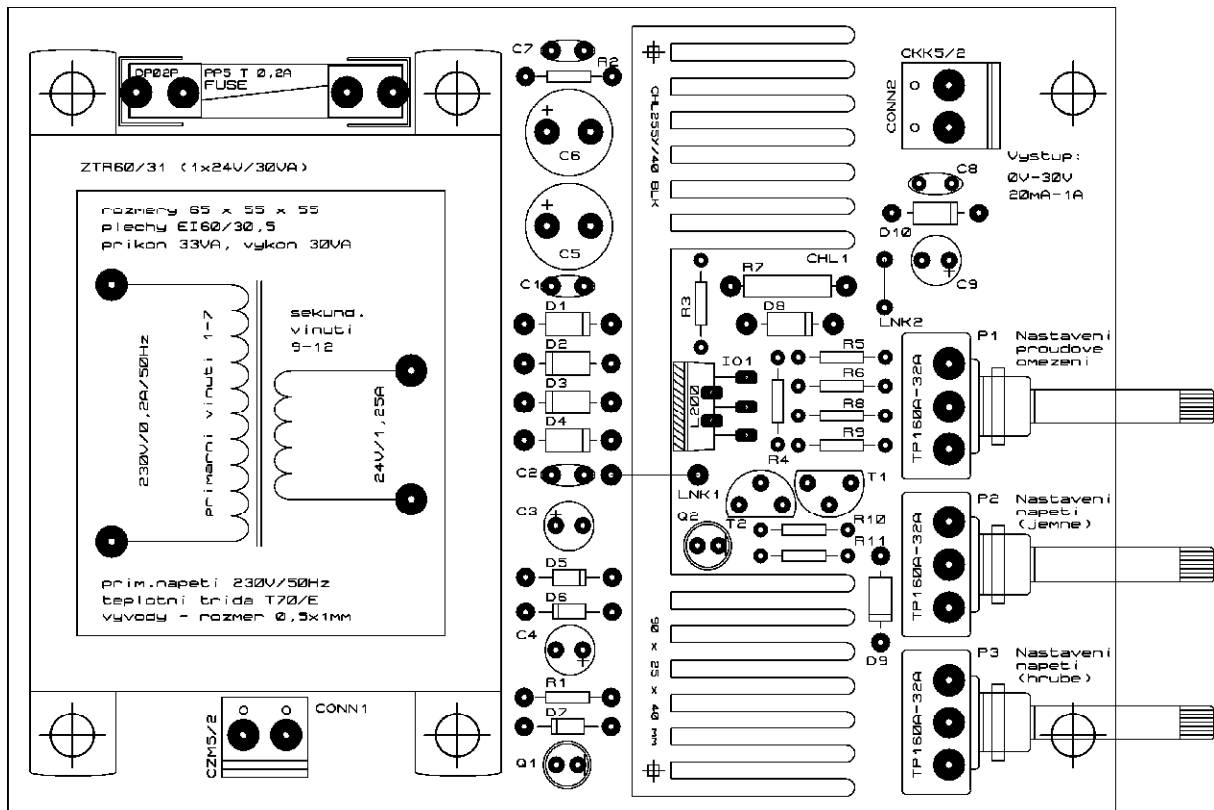 DP02P
PP5 T 0,2A
FUSE
ZTR60/31 (1x24V/30VA)
rozmery 65 x 55 x 55
plechy EI60/30,5
prikon 33VA, vykon 30VA
230V/0,2A/50Hz
primarni vinuti 1-7
sekund.
vinuti
9-12
24V/1,25A
prim.napeti 230V/50Hz
teplotni trida T70/E
vyvody - rozmer 0,5x1mm
CZM5/2
CONN1
C7
R2
C6
C5
C1
D1
D2
D3
D4
C2
C3
D5
D6
C4
R1
D7
Q1
CHL255Y/40 BLK
R3
R7
CHL1
D8
IO1
L200
R5
R6
R8
R9
R4
LNK1
T1
T2
Q2
R10
R11
D9
90 x 25 x 40 mm
CKK5/2
CONN2
Vystup:
0V-30V
20mA-1A
C8
D10
C9
LNK2
P1
Nastaveni
proudove
omezeni
TP160A-32A
P2
Nastaveni
napeti
(jemne)
TP160A-32A
P3
Nastaveni
napeti
(hrube)
TP160A-32A